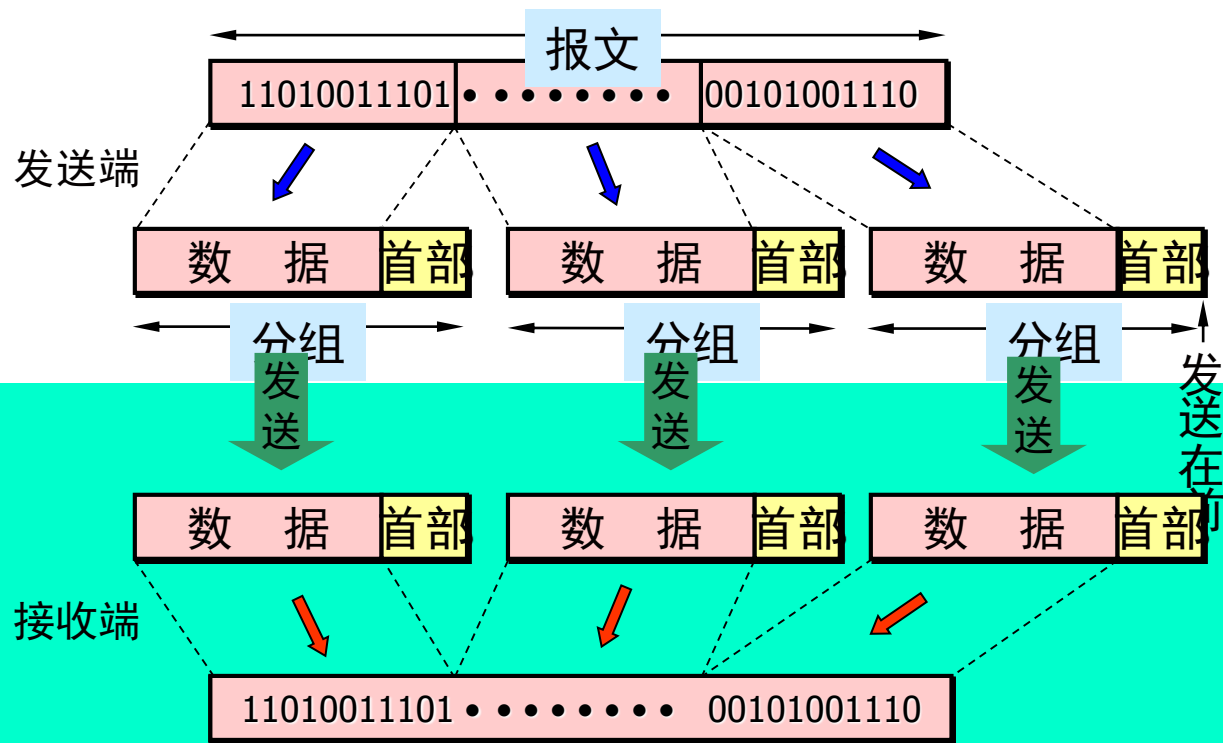 报文
11010011101 • • • • • • • • 00101001110
发送端
数 据 首部 数 据 首部 数 据 首部
分组 分组 分组
发送 发送 发送
发送在前
数 据 首部 数 据 首部 数 据 首部
接收端
11010011101 • • • • • • • • 00101001110